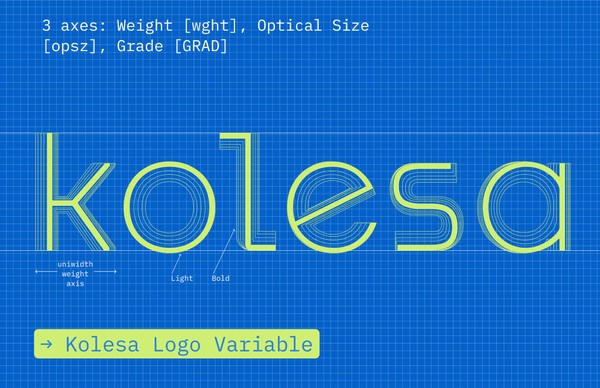 3 axes: Weight [wght], Optical Size
[opsz], Grade [GRAD]
kolesa
uniwidth
weight
axis
Light
Bold
→ Kolesa Logo Variable